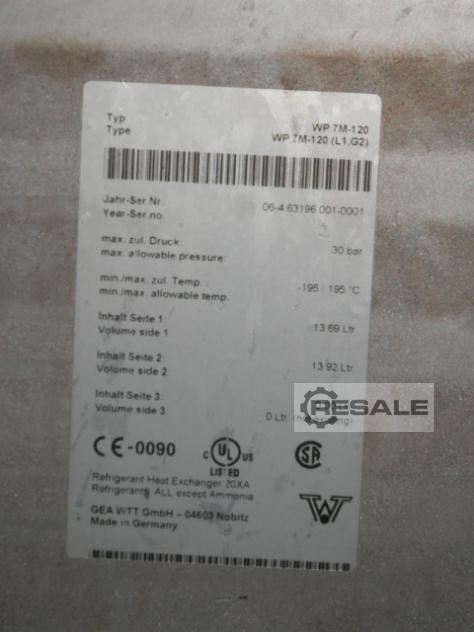 Typ WP 7M-120
Type WP 7M-120 (L1,G2)
Jahr-Ser.Nr.
Year-Ser.no. 06-4.63196.001-0001
max. zul. Druck: 30 bar
max. allowable pressure:
min./max. zul. Temp.: -195 / 195 °C
min./max. allowable temp.
Inhalt Seite 1: 13.69 Ltr
Volume side 1
Inhalt Seite 2: 13.92 Ltr
Volume side 2:
Inhalt Seite 3:
Volume side 3 0 Ltr
RESALE
CE-0090 C UL US
LISTED
SA
Refrigerant Heat Exchanger 20XA
Refrigerants: ALL except Ammonia
GEA WTT GmbH – 04603 Nobitz
Made in Germany
W